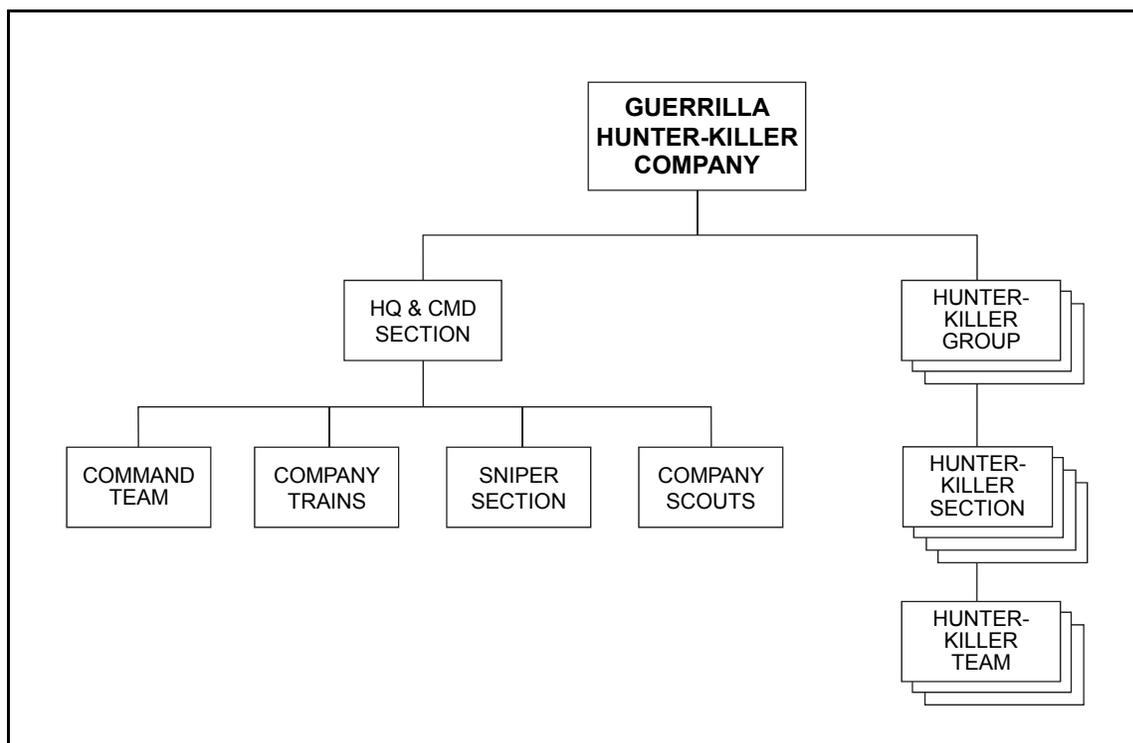 GUERRILLA
HUNTER-KILLER
COMPANY
HQ & CMD
SECTION
HUNTER-
KILLER
GROUP
COMMAND
TEAM
COMPANY
TRAINS
SNIPER
SECTION
COMPANY
SCOUTS
HUNTER-
KILLER
SECTION
HUNTER-
KILLER
TEAM